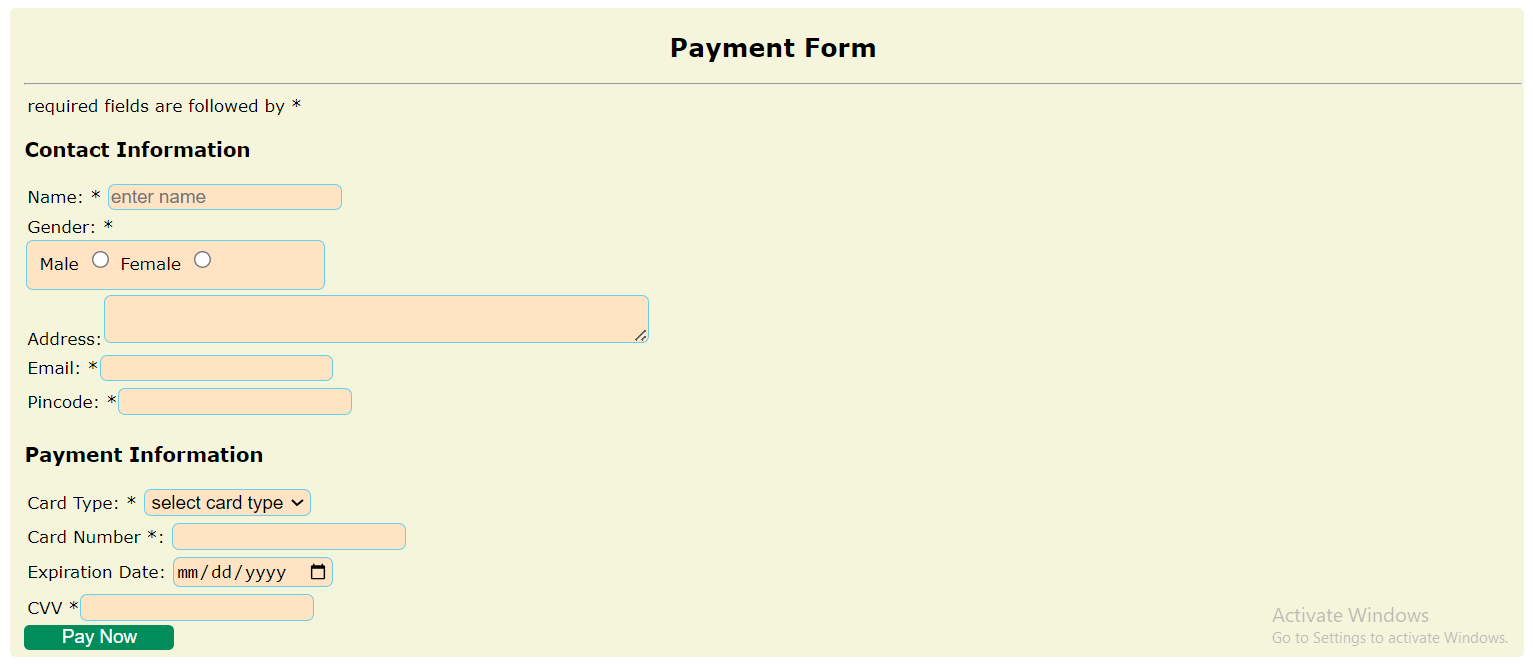 Payment Form
required fields are followed by *
Contact Information
Name: * enter name
Gender: *
Male Female
Address:
Email: *
Pincode: *
Payment Information
Card Type: * select card type
Card Number *:
Expiration Date: mm/dd/yyyy
CVV *
Pay Now
Activate Windows
Go to Settings to activate Windows.